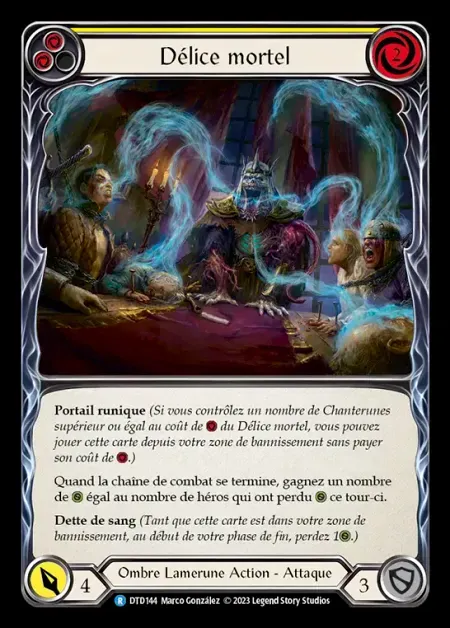 Délice mortel
2
Portail runique (Si vous contrôlez un nombre de Chanterunes
supérieur ou égal au coût de du Délice mortel, vous pouvez
jouer cette carte depuis votre zone de bannissement sans payer
son coût de .)
Quand la chaîne de combat se termine, gagnez un nombre
de égal au nombre de héros qui ont perdu ce tour-ci.
Dette de sang (Tant que cette carte est dans votre zone de
bannissement, au début de votre phase de fin, perdez 1 .)
4
Ombre Lamerune Action - Attaque
3
R DTD144 Marco González © 2023 Legend Story Studios